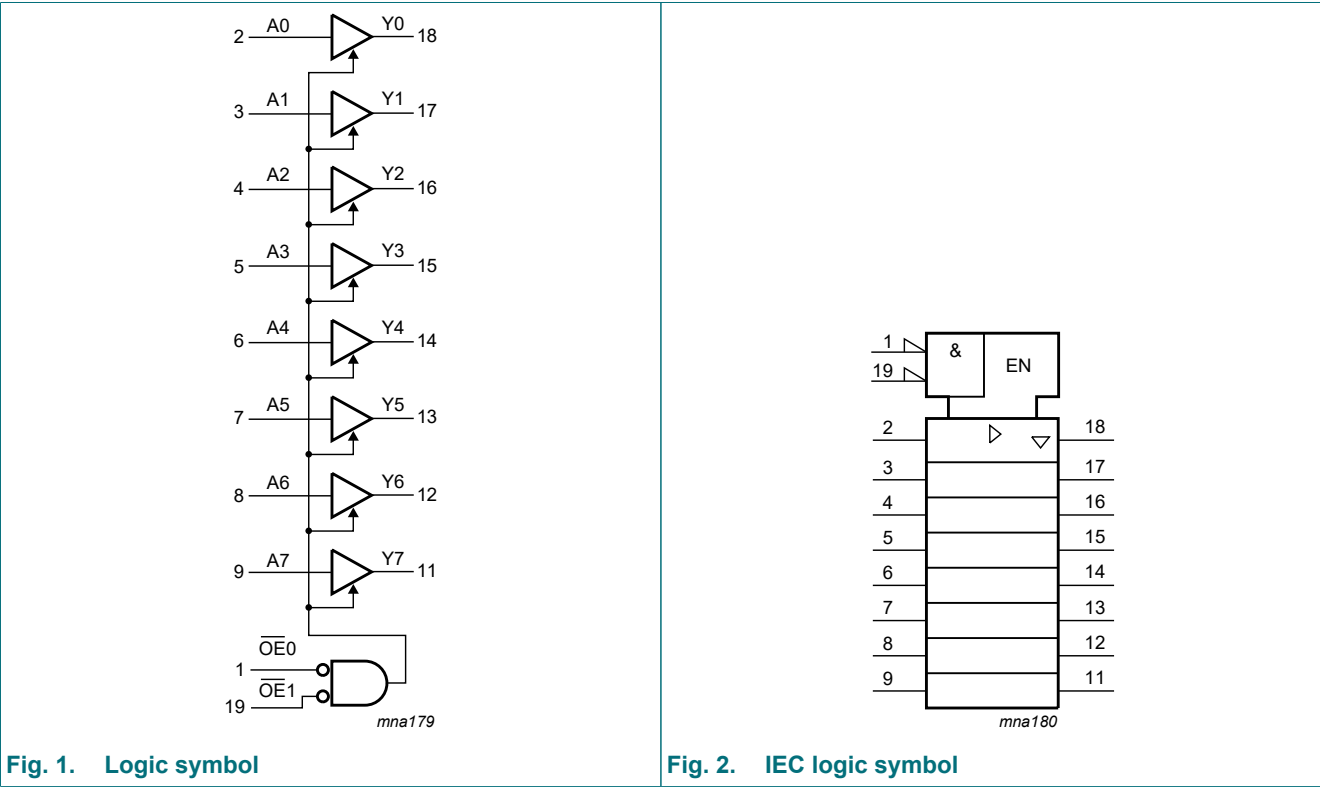 2 A0 Y0 18
3 A1 Y1 17
4 A2 Y2 16
5 A3 Y3 15
6 A4 Y4 14
7 A5 Y5 13
8 A6 Y6 12
9 A7 Y7 11
O̅E̅0
1
O̅E̅1
19
mna179
Fig. 1. Logic symbol
1 & EN
19
2 18
3 17
4 16
5 15
6 14
7 13
8 12
9 11
mna180
Fig. 2. IEC logic symbol